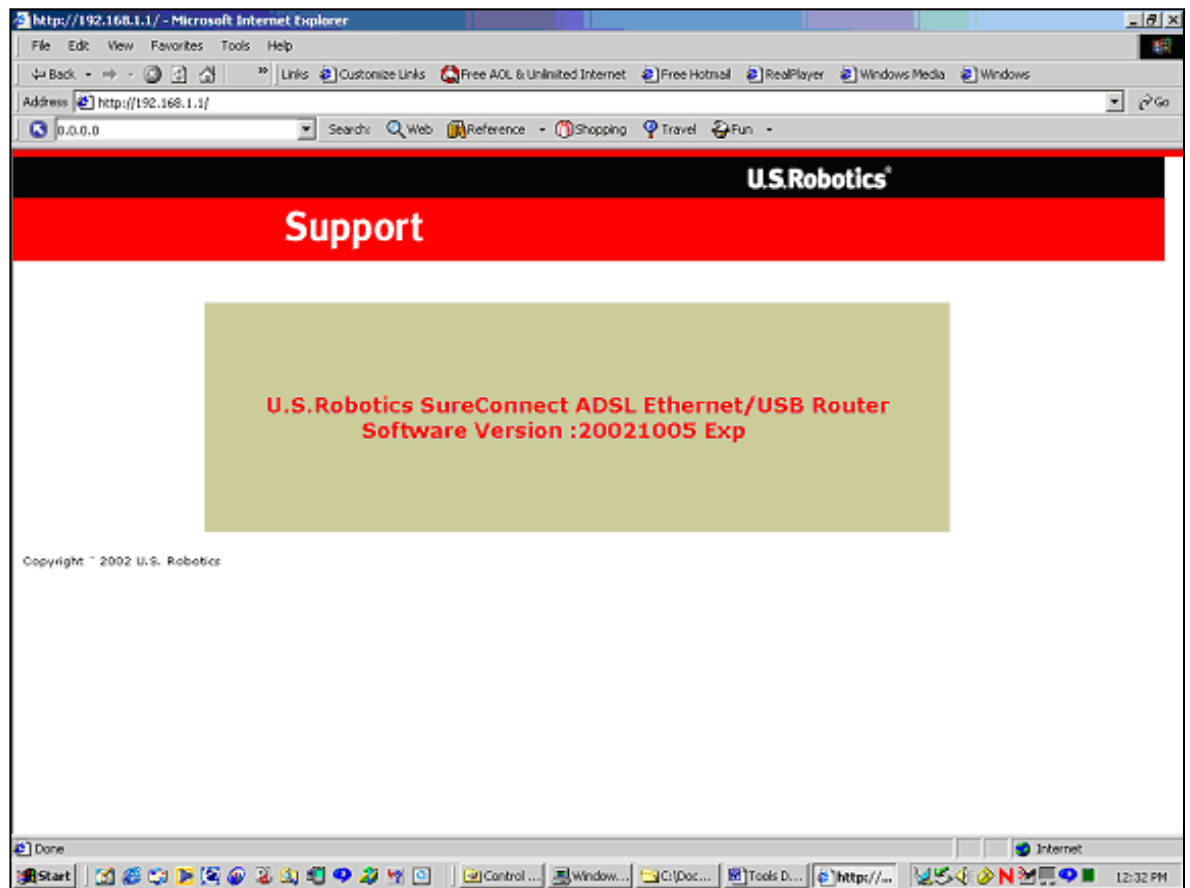 http://192.168.1.1/ - Microsoft Internet Explorer
File Edit View Favorites Tools Help
Back Links Customize Links Free AOL & Unlimited Internet Free Hotmail RealPlayer Windows Media Windows
Address http://192.168.1.1/ Go
0.0.0.0 Search: Web Reference Shopping Travel Fun
U.S.Robotics®
Support
U.S.Robotics SureConnect ADSL Ethernet/USB Router
Software Version :20021005 Exp
Copyright ~ 2002 U.S. Robotics
Done Internet
Start Control ... Window... C:\Doc... Tools D... http://... N 12:32 PM